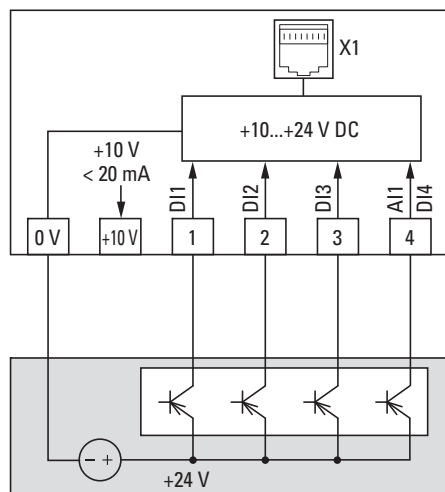 X1
+10...+24 V DC
+10 V
< 20 mA
DI1
DI2
DI3
AI1
DI4
0 V
+10 V
1
2
3
4
− +
+24 V